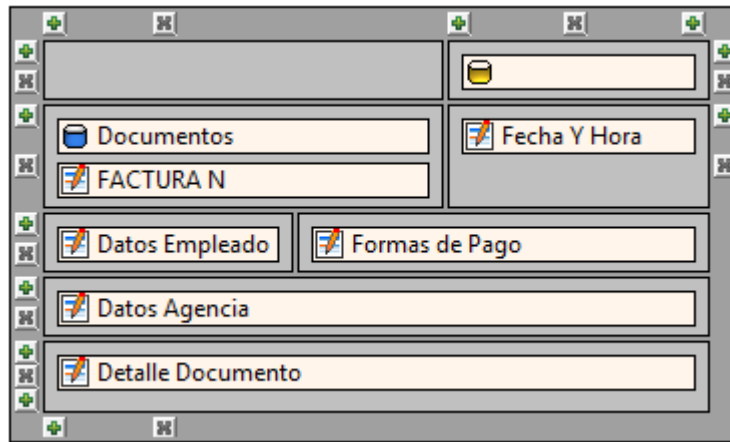 Documentos
Fecha Y Hora
FACTURA N
Datos Empleado
Formas de Pago
Datos Agencia
Detalle Documento